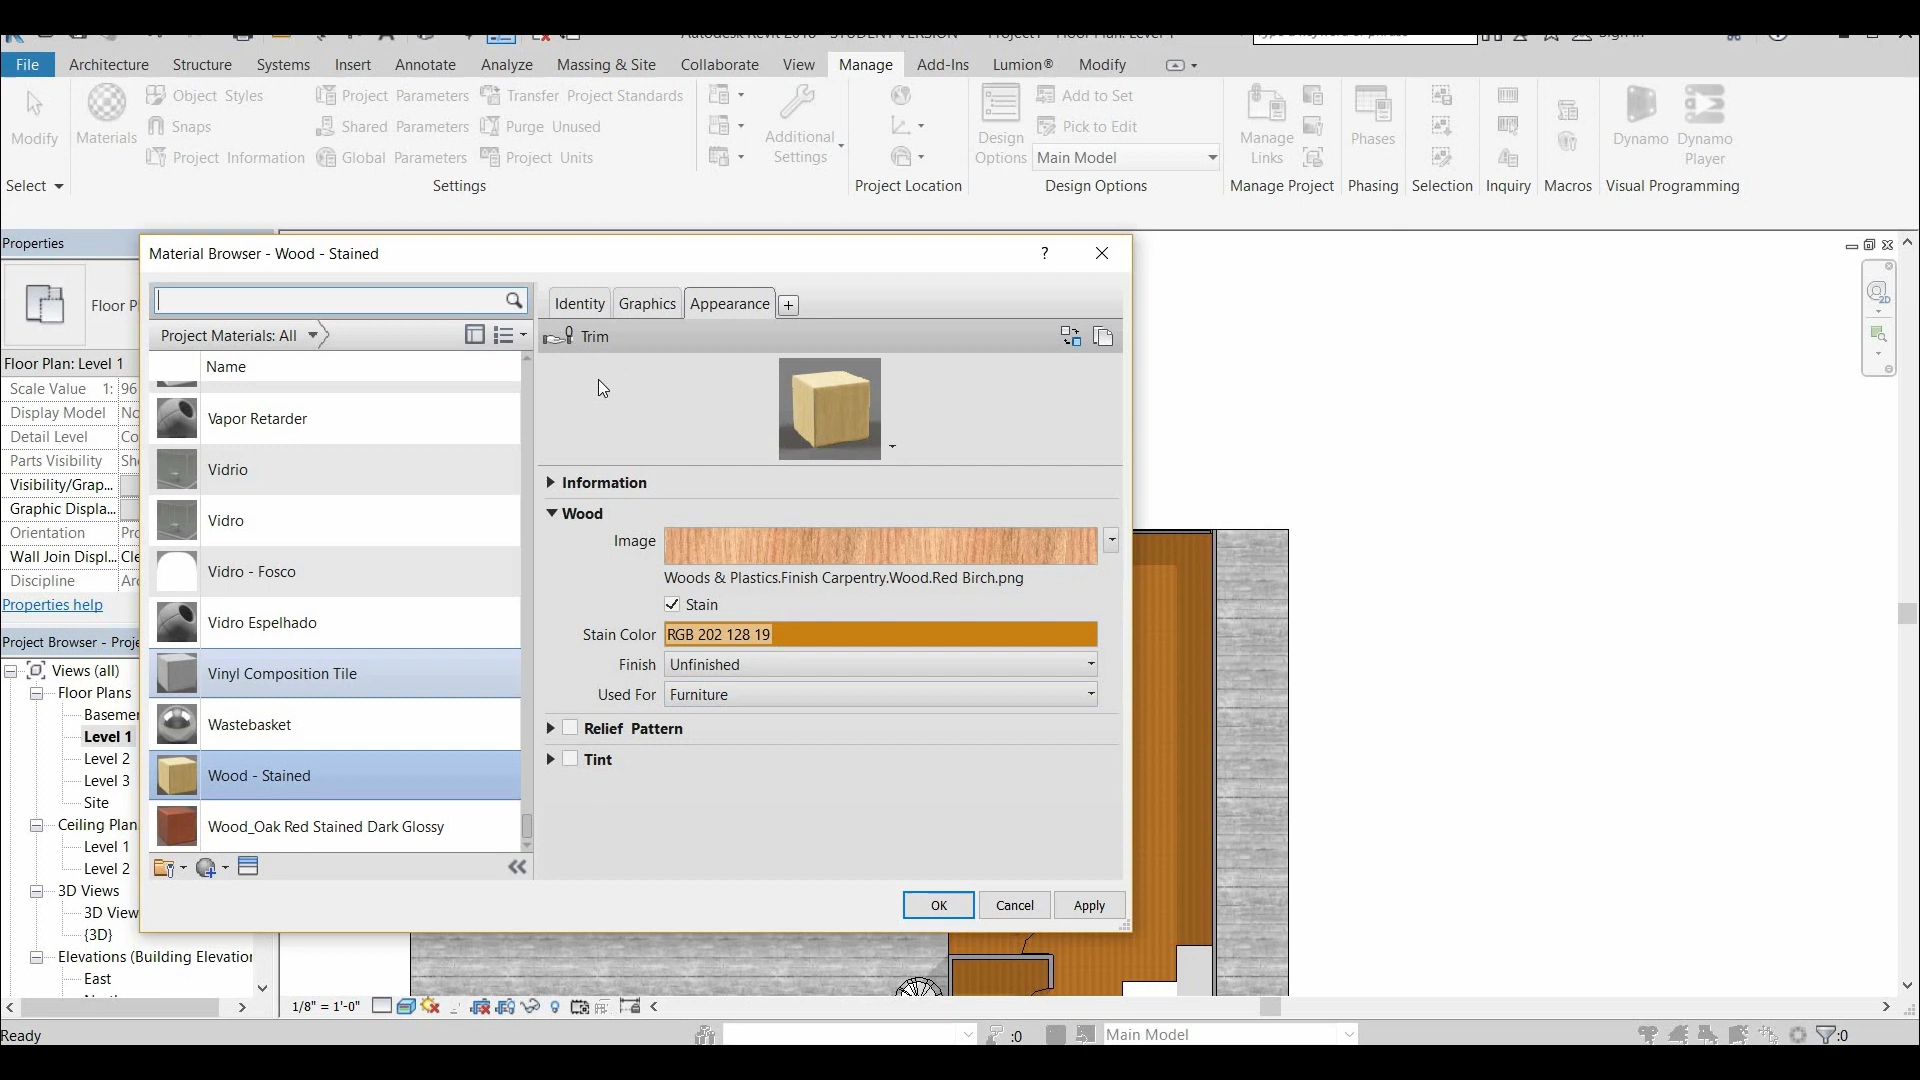 File Architecture Structure Systems Insert Annotate Analyze Massing & Site Collaborate View Manage Add-Ins Lumion® Modify
Modify
Select
Materials
Object Styles
Snaps
Project Information
Project Parameters
Shared Parameters
Global Parameters
Transfer Project Standards
Purge Unused
Project Units
Settings
Additional
Settings
Project Location
Design
Options
Add to Set
Pick to Edit
Main Model
Design Options
Manage
Links
Manage Project
Phases
Phasing
Selection
Inquiry
Macros
Dynamo
Dynamo
Player
Visual Programming
Properties
Floor P
Floor Plan: Level 1
Scale Value 1: 96
Display Model No
Detail Level Co
Parts Visibility Sh
Visibility/Grap...
Graphic Displa...
Orientation Pr
Wall Join Displ... Cle
Discipline Arc
Properties help
Project Browser - Proje
Views (all)
Floor Plans
Baseme
Level 1
Level 2
Level 3
Site
Ceiling Plan
Level 1
Level 2
3D Views
3D View
{3D}
Elevations (Building Elevation
East
Material Browser - Wood - Stained
?
Project Materials: All
Name
Vapor Retarder
Vidrio
Vidro
Vidro - Fosco
Vidro Espelhado
Vinyl Composition Tile
Wastebasket
Wood - Stained
Wood_Oak Red Stained Dark Glossy
Identity Graphics Appearance +
Trim
Information
Wood
Image
Woods & Plastics.Finish Carpentry.Wood.Red Birch.png
Stain
Stain Color RGB 202 128 19
Finish Unfinished
Used For Furniture
Relief Pattern
Tint
OK Cancel Apply
2D
1/8" = 1'-0"
Ready
:0
Main Model
:0